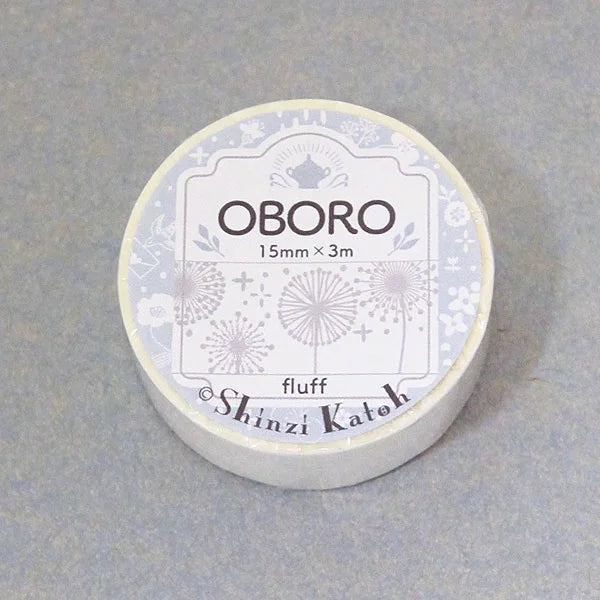 OBORO
15mm × 3m
fluff
© Shinzi Katoh